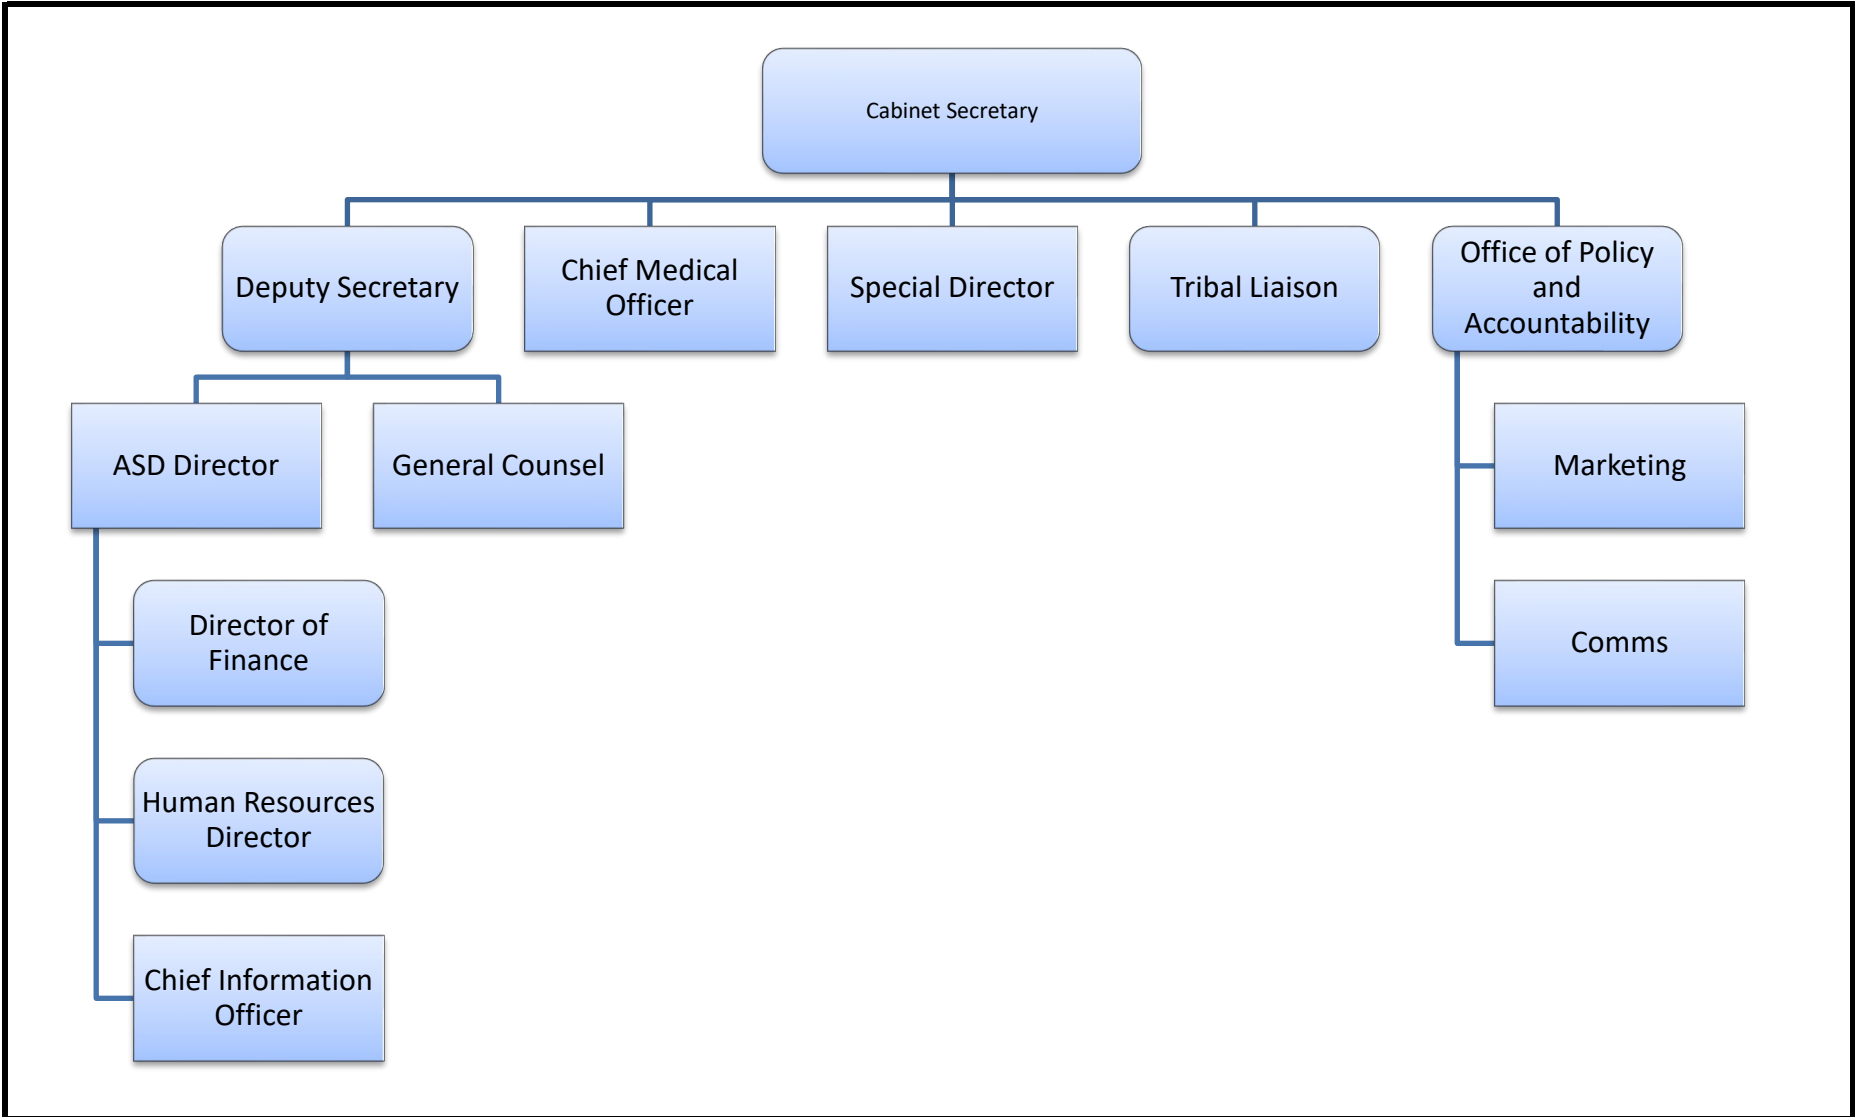 Cabinet Secretary
Deputy Secretary
Chief Medical
Officer
Special Director
Tribal Liaison
Office of Policy
and
Accountability
ASD Director
General Counsel
Marketing
Director of
Finance
Comms
Human Resources
Director
Chief Information
Officer